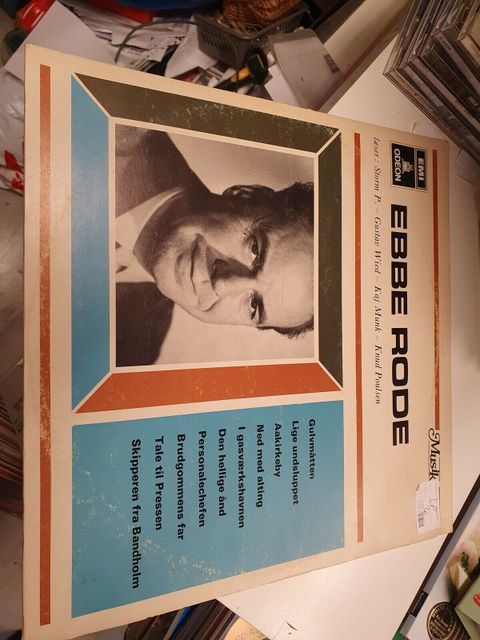 EMI
ODEON
EBBE RODE
læser: Storm P. – Gustav Wied – Kaj Munk – Knud Poulsen
Musik
Gulvmåtten
Lige undsluppet
Aakirkeby
Ned med alting
I gasværkshavnen
Den hellige ånd
Personalechefen
Brudgommens far
Tale til Pressen
Skipperen fra Bandholm